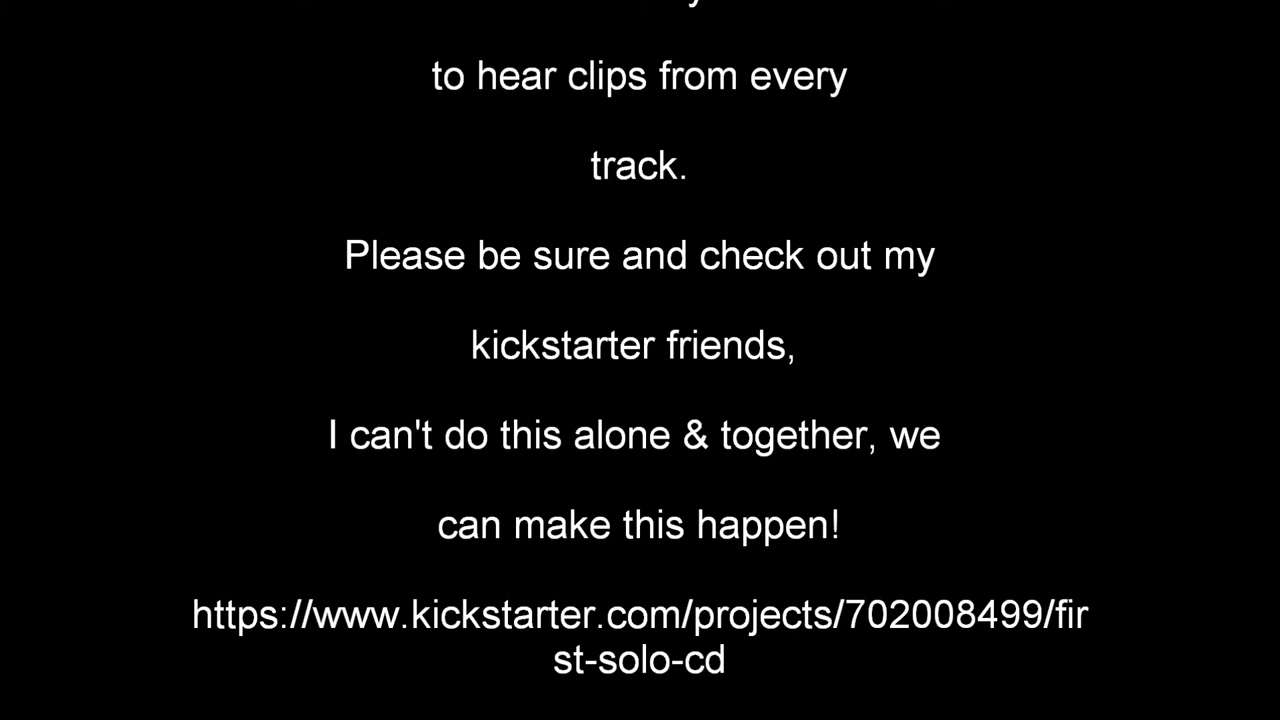 to hear clips from every
track.
Please be sure and check out my
kickstarter friends,
I can't do this alone & together, we
can make this happen!
https://www.kickstarter.com/projects/702008499/fir
st-solo-cd